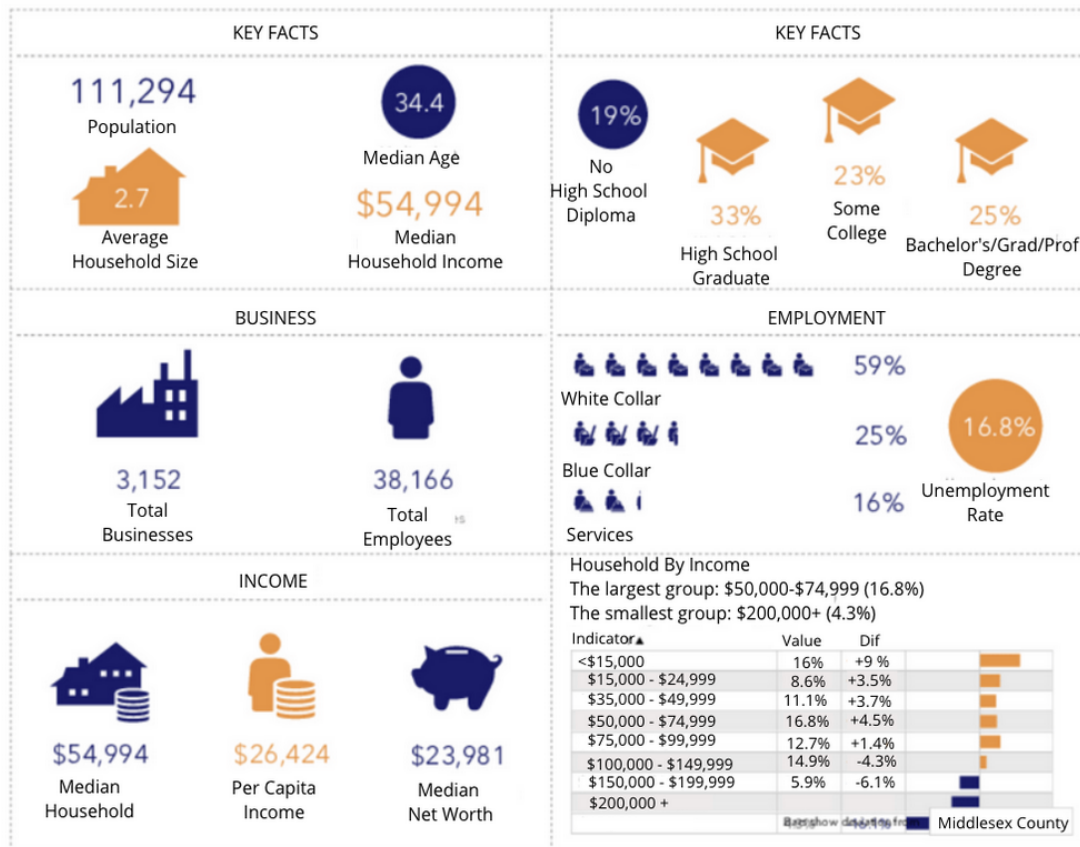 KEY FACTS
111,294
Population
34.4
Median Age
2.7
Average
Household Size
$54,994
Median
Household Income
KEY FACTS
19%
No
High School
Diploma
33%
High School
Graduate
23%
Some
College
25%
Bachelor's/Grad/Prof
Degree
BUSINESS
3,152
Total
Businesses
38,166
Total
Employees
EMPLOYMENT
59%
White Collar
25%
Blue Collar
16%
Services
16.8%
Unemployment
Rate
INCOME
$54,994
Median
Household
$26,424
Per Capita
Income
$23,981
Median
Net Worth
Household By Income
The largest group: $50,000-$74,999 (16.8%)
The smallest group: $200,000+ (4.3%)
Indicator▲ Value Dif
<$15,000 16% +9 %
$15,000 - $24,999 8.6% +3.5%
$35,000 - $49,999 11.1% +3.7%
$50,000 - $74,999 16.8% +4.5%
$75,000 - $99,999 12.7% +1.4%
$100,000 - $149,999 14.9% -4.3%
$150,000 - $199,999 5.9% -6.1%
$200,000 +
show from Middlesex County